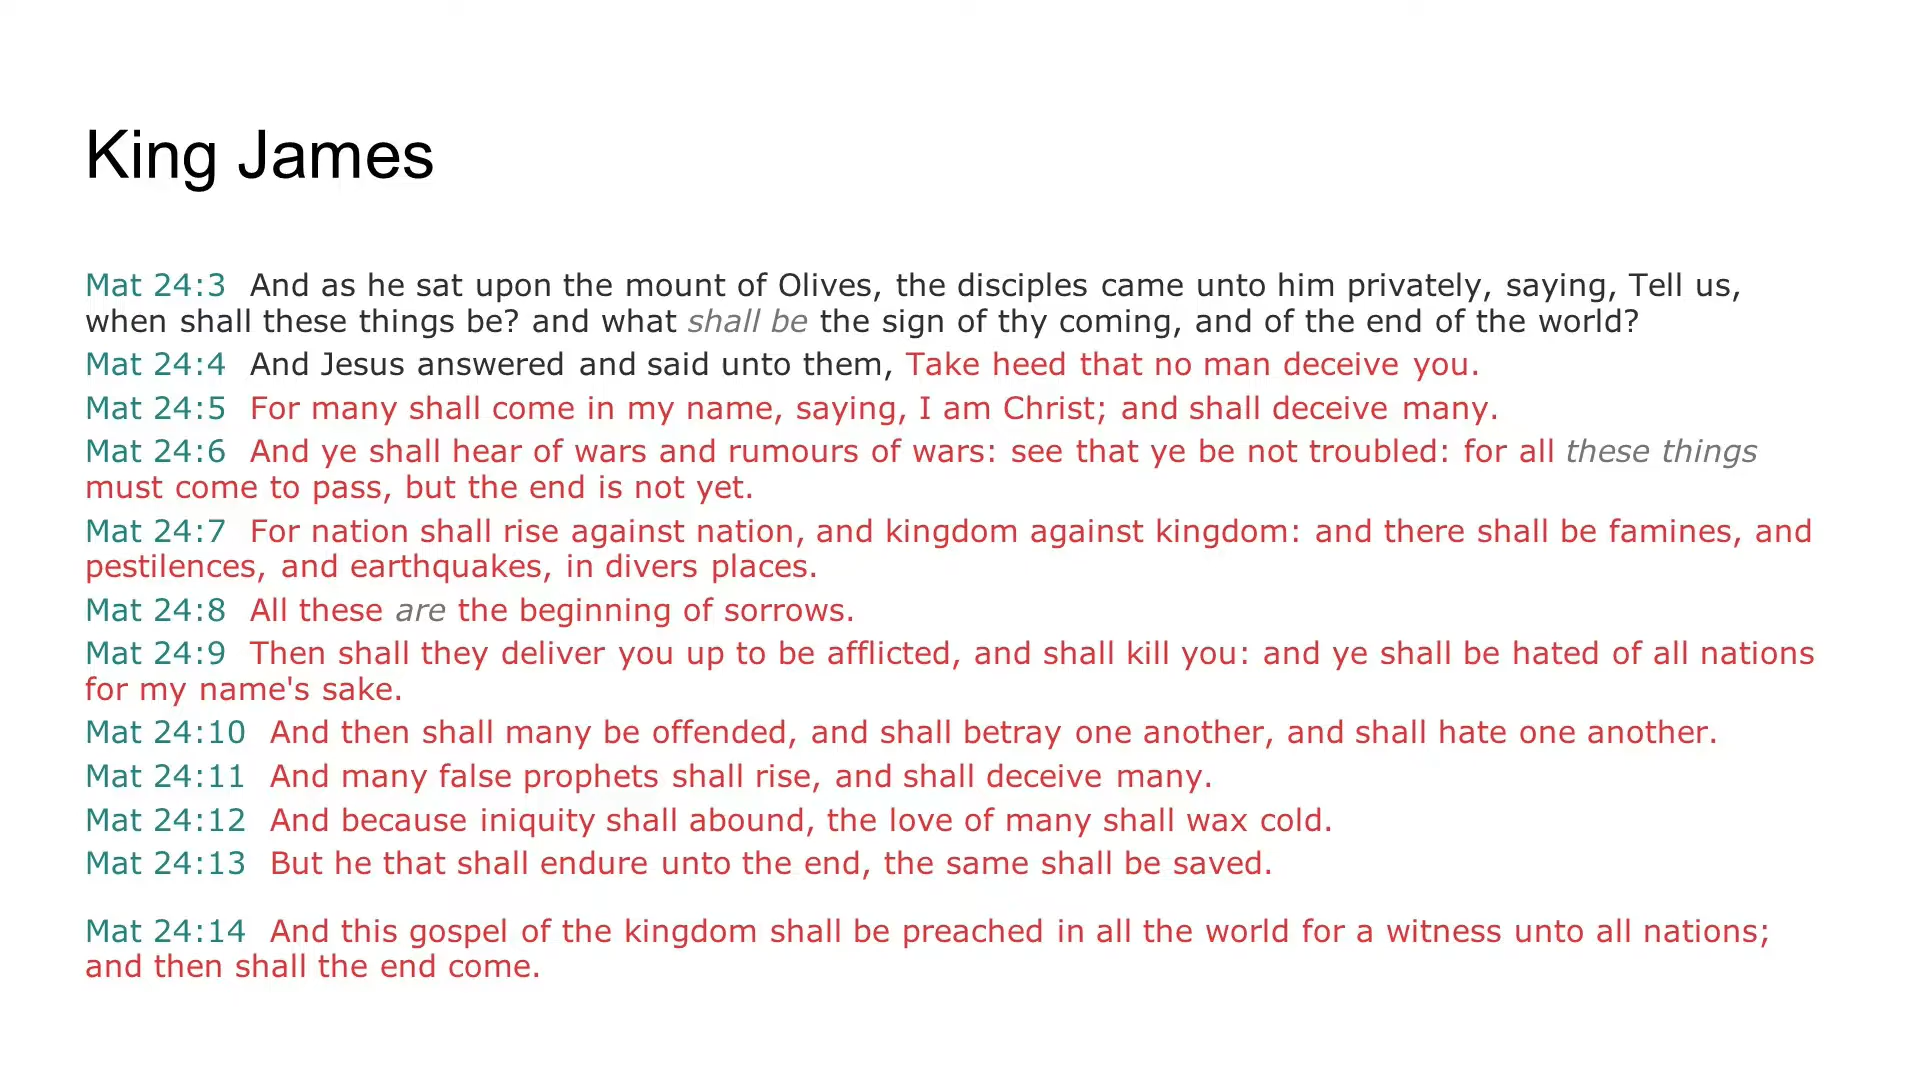 King James
Mat 24:3 And as he sat upon the mount of Olives, the disciples came unto him privately, saying, Tell us,
when shall these things be? and what shall be the sign of thy coming, and of the end of the world?
Mat 24:4 And Jesus answered and said unto them, Take heed that no man deceive you.
Mat 24:5 For many shall come in my name, saying, I am Christ; and shall deceive many.
Mat 24:6 And ye shall hear of wars and rumours of wars: see that ye be not troubled: for all these things
must come to pass, but the end is not yet.
Mat 24:7 For nation shall rise against nation, and kingdom against kingdom: and there shall be famines, and
pestilences, and earthquakes, in divers places.
Mat 24:8 All these are the beginning of sorrows.
Mat 24:9 Then shall they deliver you up to be afflicted, and shall kill you: and ye shall be hated of all nations
for my name's sake.
Mat 24:10 And then shall many be offended, and shall betray one another, and shall hate one another.
Mat 24:11 And many false prophets shall rise, and shall deceive many.
Mat 24:12 And because iniquity shall abound, the love of many shall wax cold.
Mat 24:13 But he that shall endure unto the end, the same shall be saved.
Mat 24:14 And this gospel of the kingdom shall be preached in all the world for a witness unto all nations;
and then shall the end come.